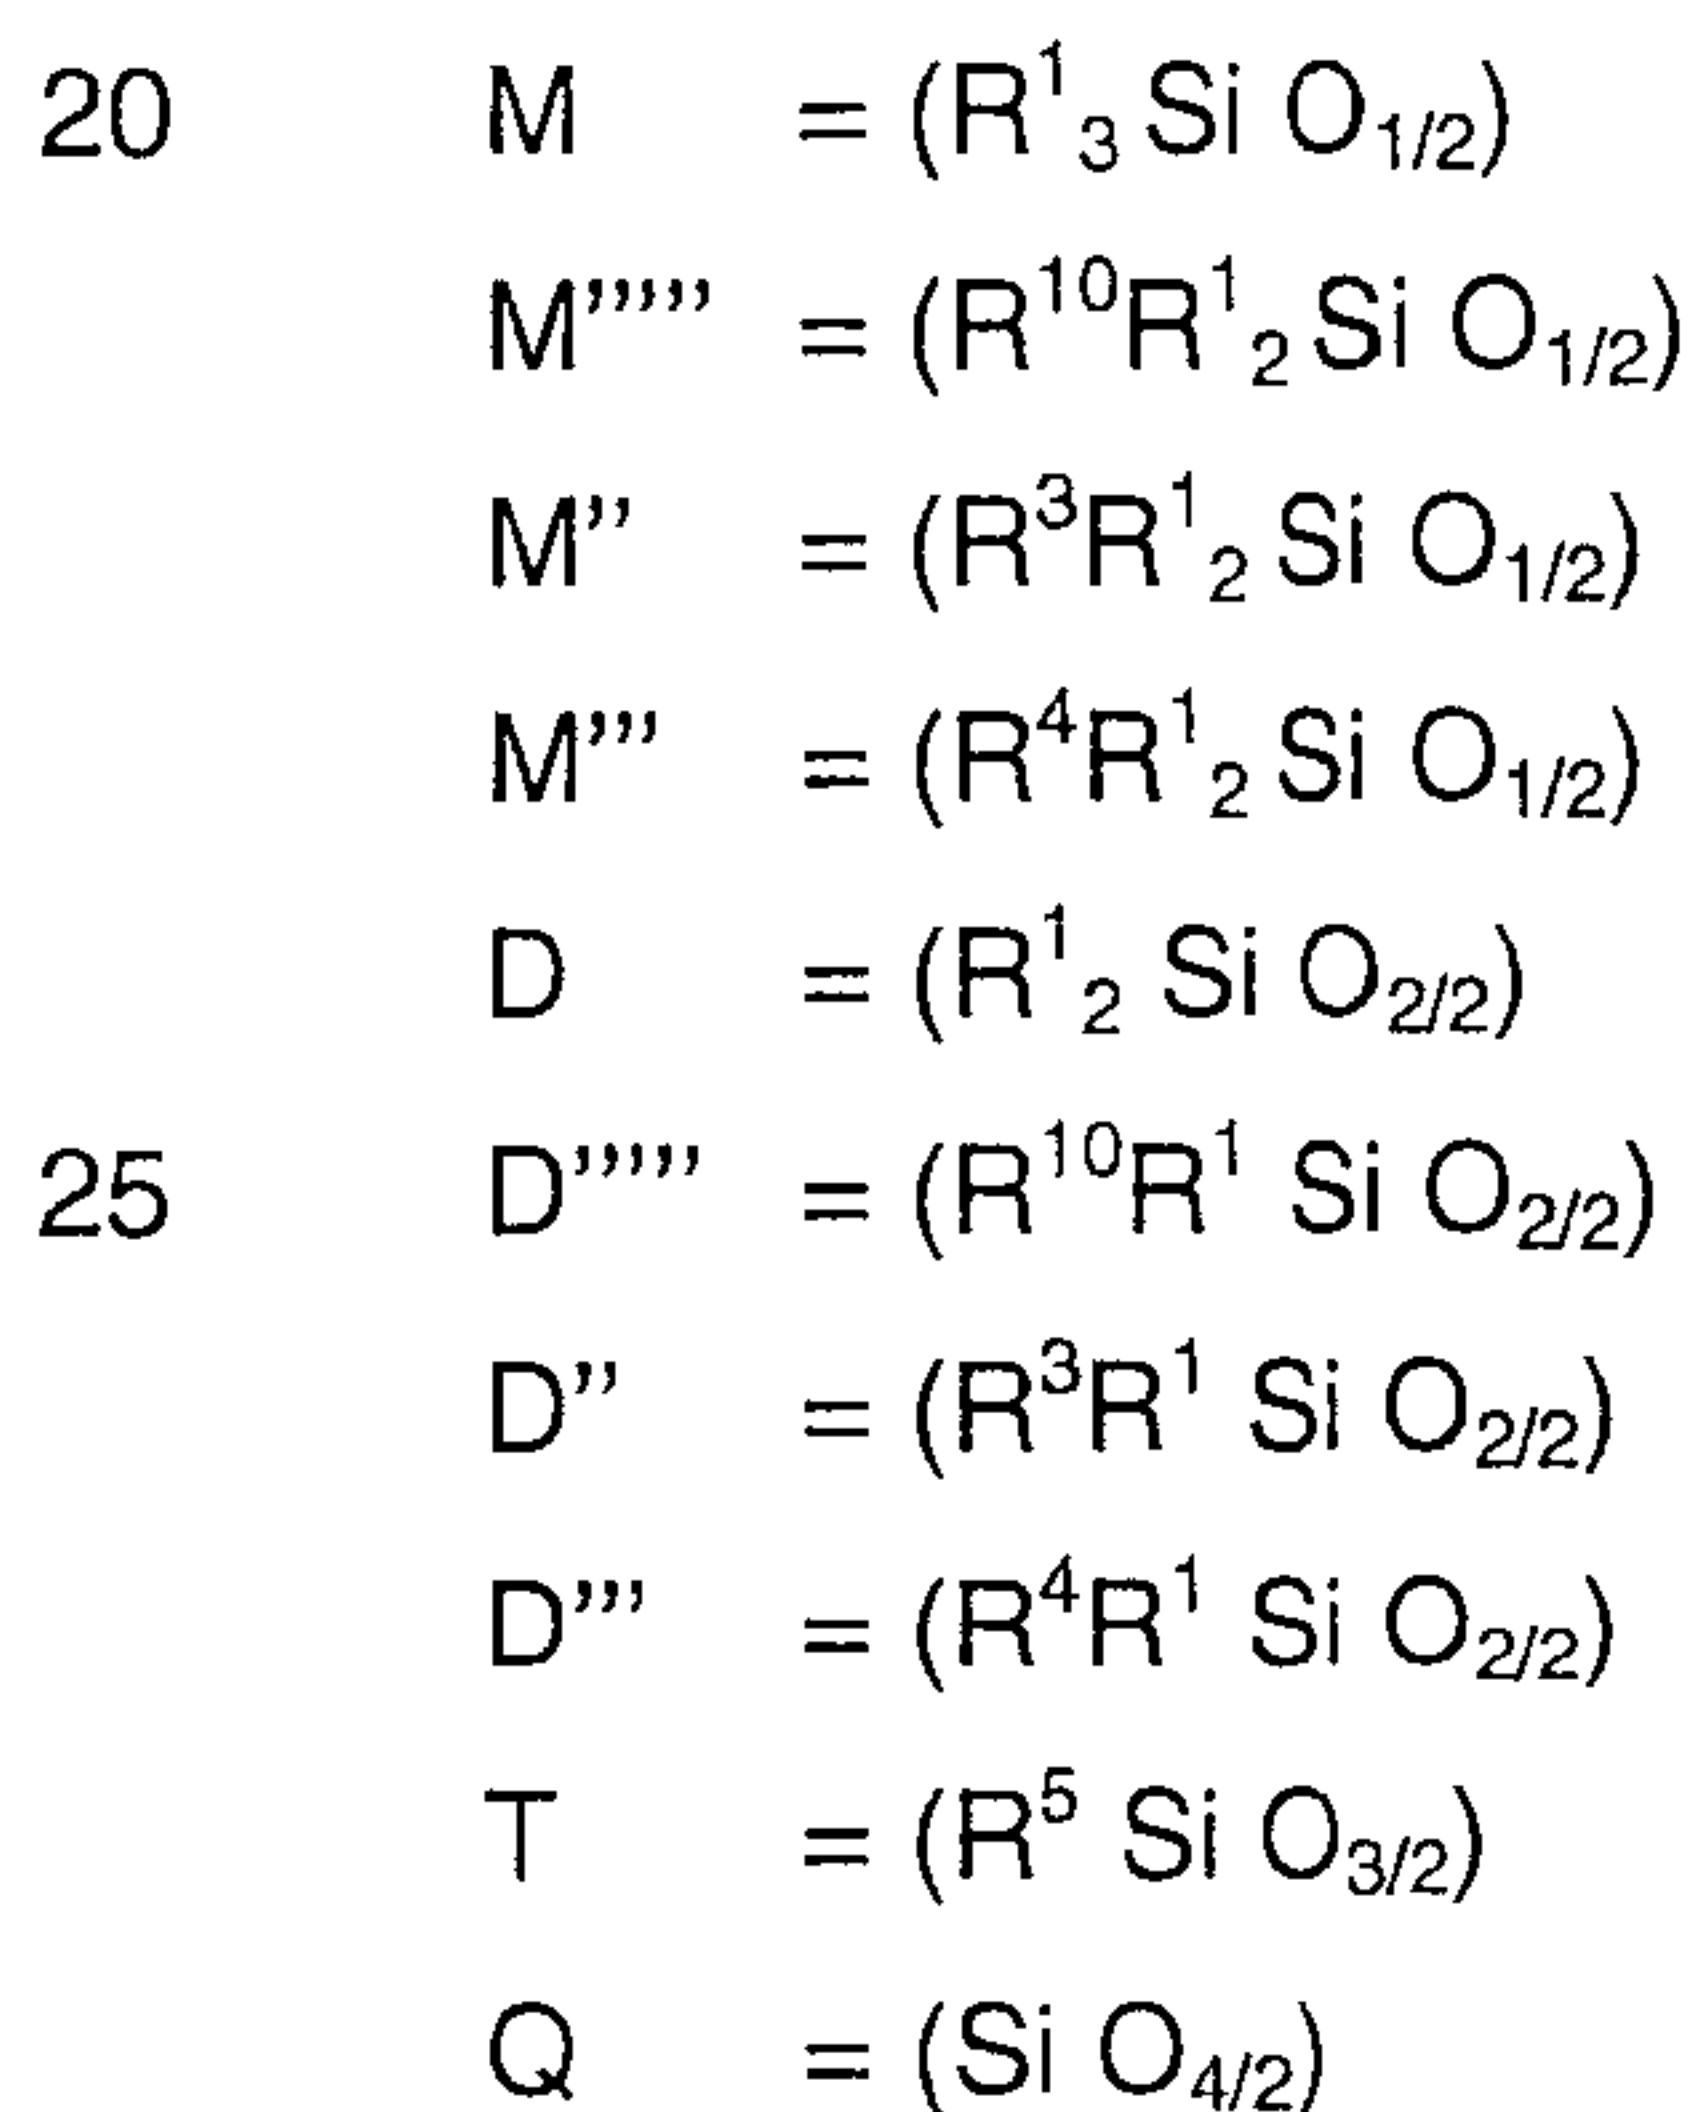 20 M = (R¹₃ Si O₁/₂)
M’’’’’ = (R¹⁰R¹₂ Si O₁/₂)
M’’ = (R³R¹₂ Si O₁/₂)
M’’’ = (R⁴R¹₂ Si O₁/₂)
D = (R¹₂ Si O₂/₂)
25 D’’’’’ = (R¹⁰R¹ Si O₂/₂)
D’’ = (R³R¹ Si O₂/₂)
D’’’ = (R⁴R¹ Si O₂/₂)
T = (R⁵ Si O₃/₂)
Q = (Si O₄/₂)